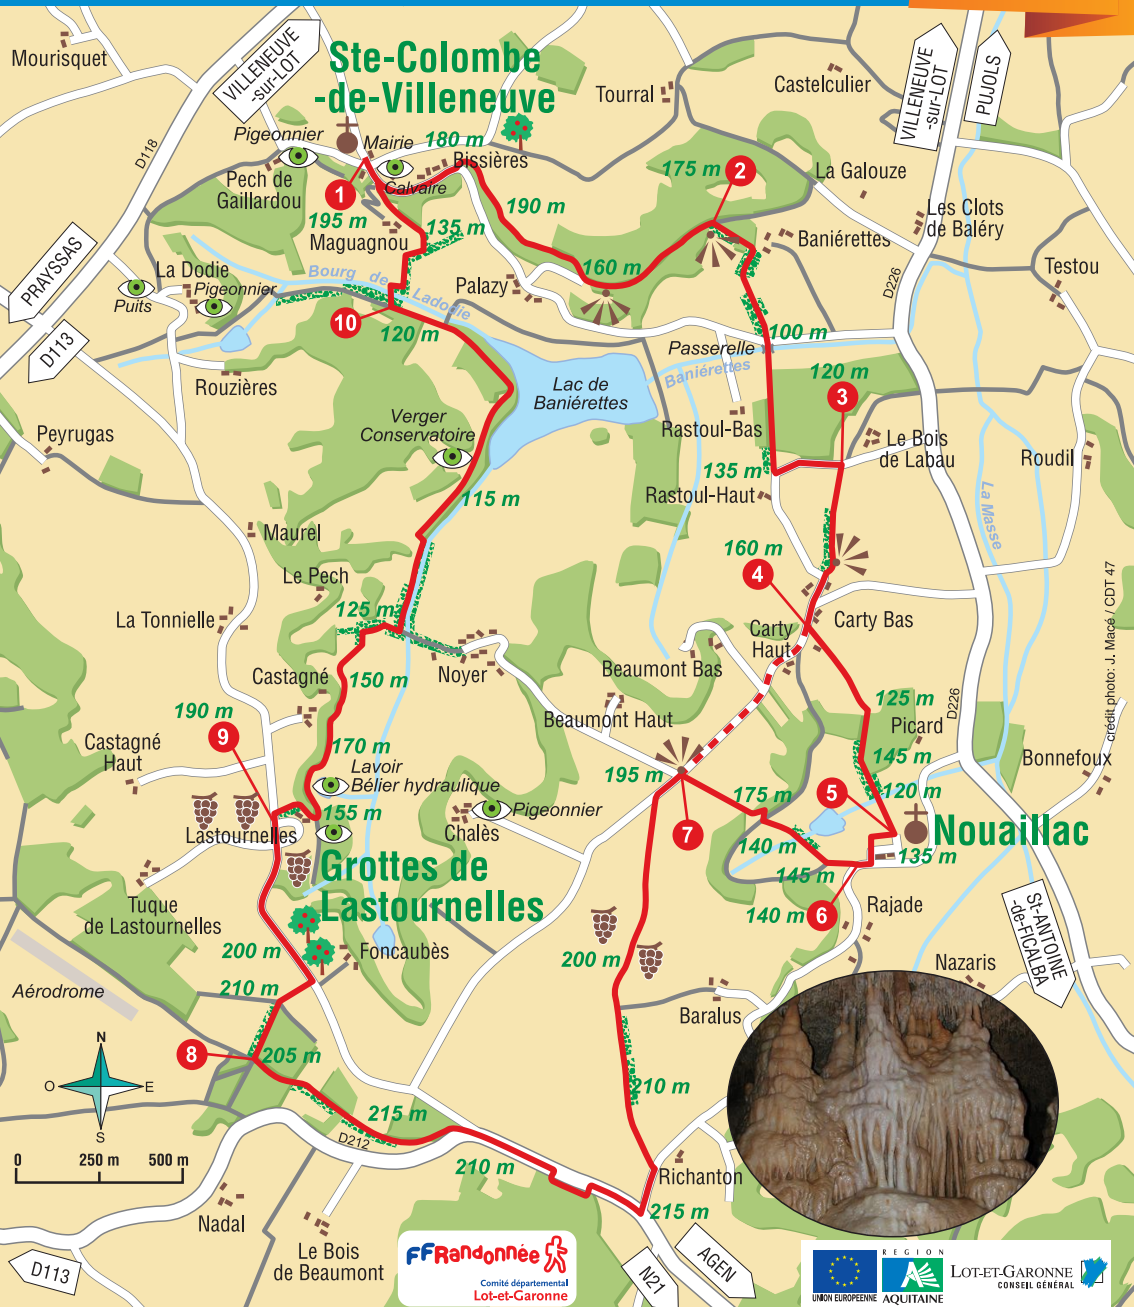 Mourisquet
VILLENEUVE
-sur-LOT
Ste-Colombe
-de-Villeneuve
Tourral
Castelculier
VILLENEUVE
-sur-LOT
PUJOLS
D118
Pigeonnier
Mairie
180 m
Bissières
Pech de
Gaillardou
Calvaire
1
195 m
Maguagnou
135 m
190 m
175 m
2
La Galouze
Les Clots
de Baléry
Baniérettes
Testou
PRAYSSAS
La Dodie
Pigeonnier
Puits
Bourg de Ladodie
Palazy
160 m
D226
D113
10
120 m
100 m
Passerelle
Baniérettes
120 m
3
Rouzières
Lac de
Baniérettes
Peyrugas
Verger
Conservatoire
Rastoul-Bas
Le Bois
de Labau
Roudil
135 m
Rastoul-Haut
115 m
La Masse
Maurel
160 m
4
Le Pech
125 m
La Tonnielle
Carty Bas
Carty
Haut
Castagné
150 m
Noyer
Beaumont Bas
crédit photo: J. Macé / CDT 47
190 m
9
Beaumont Haut
125 m
Picard
D226
Castagné
Haut
170 m
Lavoir
Bélier hydraulique
195 m
145 m
Bonnefoux
175 m
5
120 m
155 m
Pigeonnier
Chalès
Lastournelles
7
140 m
Nouaillac
135 m
Grottes de
Lastournelles
145 m
140 m
6
Rajade
Tuque
de Lastournelles
St-ANTOINE
-de-FICALBA
200 m
Foncaubès
200 m
Nazaris
210 m
Aérodrome
Baralus
N
O
E
S
8
205 m
210 m
215 m
D212
0
250 m
500 m
210 m
Richanton
215 m
Nadal
Le Bois
de Beaumont
D113
N21
AGEN
FFRandonnée
Comité départemental
Lot-et-Garonne
UNION EUROPEENNE
REGION
AQUITAINE
LOT-ET-GARONNE
CONSEIL GÉNÉRAL